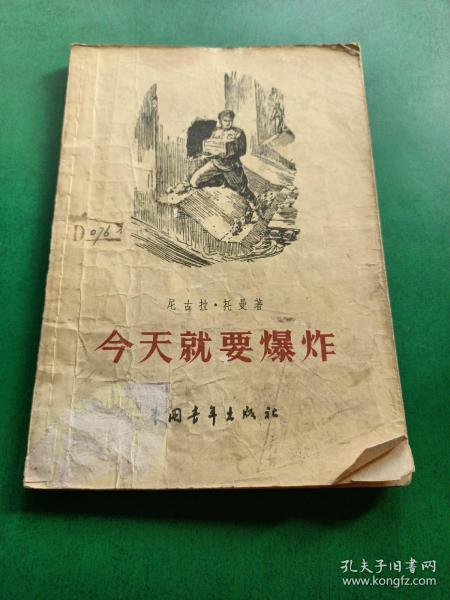 D076
尼古拉·托曼著
今天就要爆炸
中国青年出版社
孔夫子旧书网
www.kongfz.com